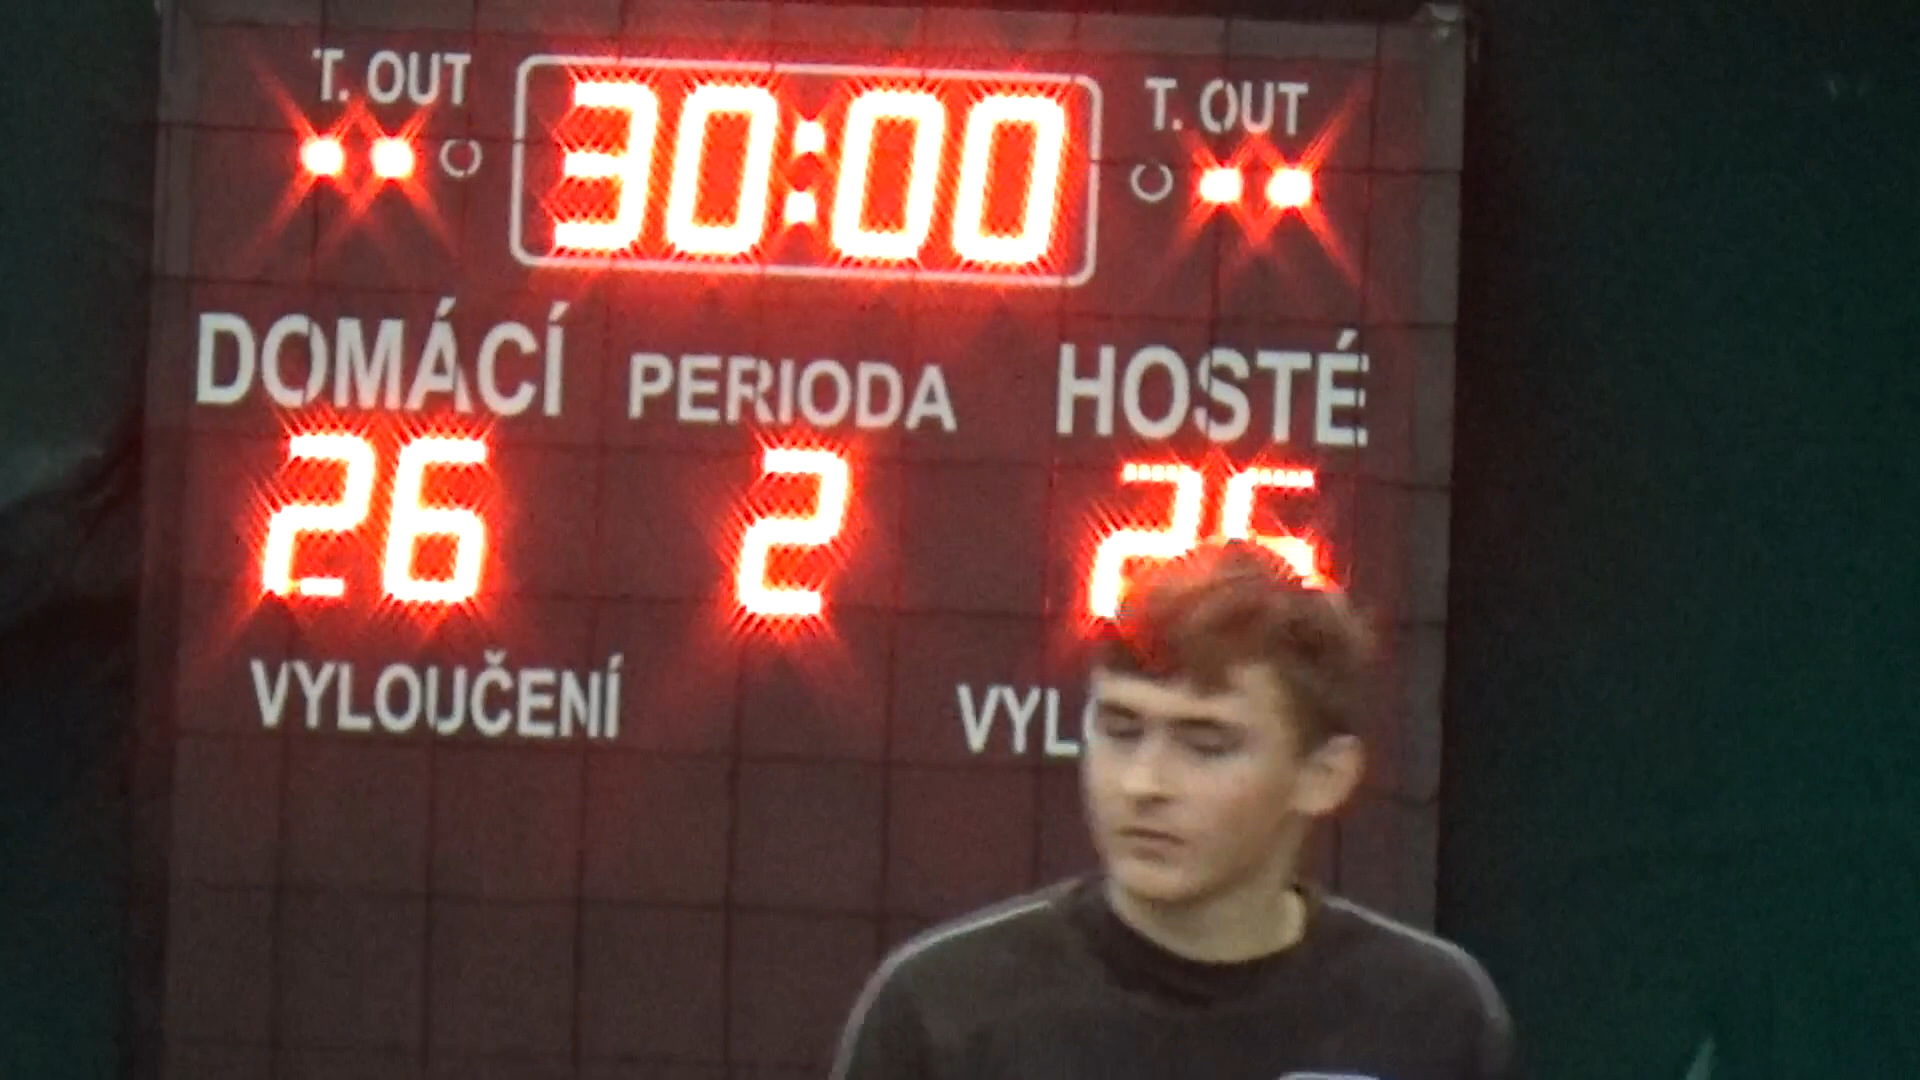 T. OUT 30:00 T. OUT
DOMÁCÍ PERIODA HOSTÉ
26 2
VYLOUČENÍ